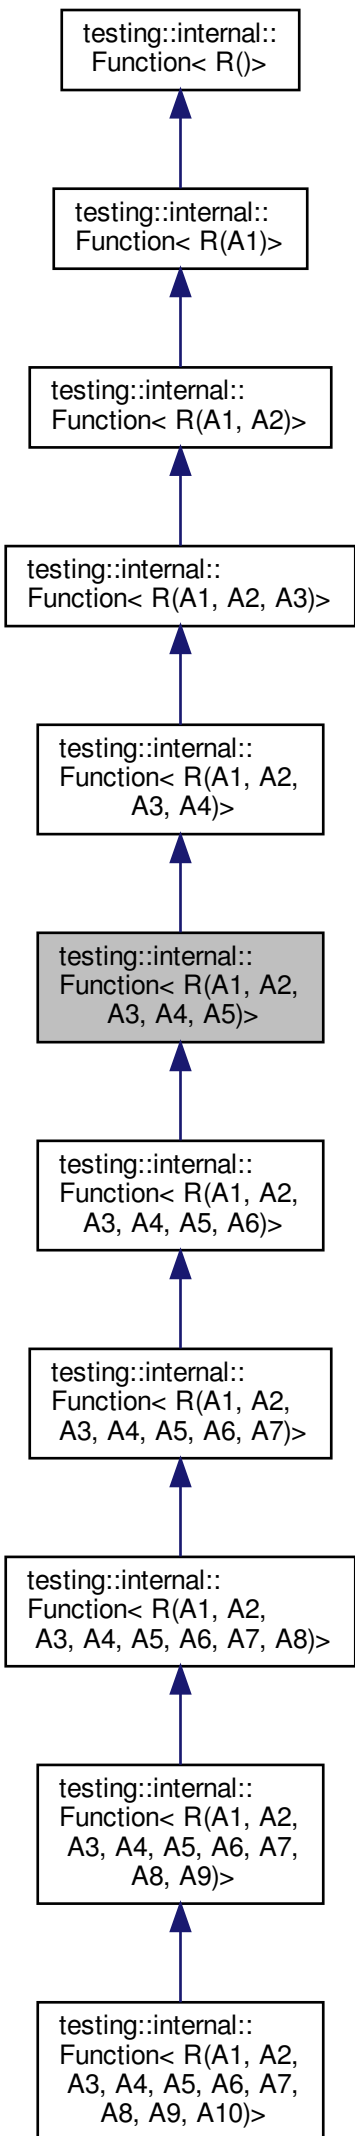 testing::internal::
Function< R()>
testing::internal::
Function< R(A1)>
testing::internal::
Function< R(A1, A2)>
testing::internal::
Function< R(A1, A2, A3)>
testing::internal::
Function< R(A1, A2,
A3, A4)>
testing::internal::
Function< R(A1, A2,
A3, A4, A5)>
testing::internal::
Function< R(A1, A2,
A3, A4, A5, A6)>
testing::internal::
Function< R(A1, A2,
A3, A4, A5, A6, A7)>
testing::internal::
Function< R(A1, A2,
A3, A4, A5, A6, A7, A8)>
testing::internal::
Function< R(A1, A2,
A3, A4, A5, A6, A7,
A8, A9)>
testing::internal::
Function< R(A1, A2,
A3, A4, A5, A6, A7,
A8, A9, A10)>